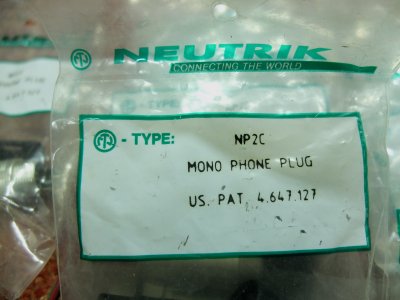 NEUTRIK
CONNECTING THE WORLD
- TYPE: NP2C
MONO PHONE PLUG
US. PAT. 4.647.127